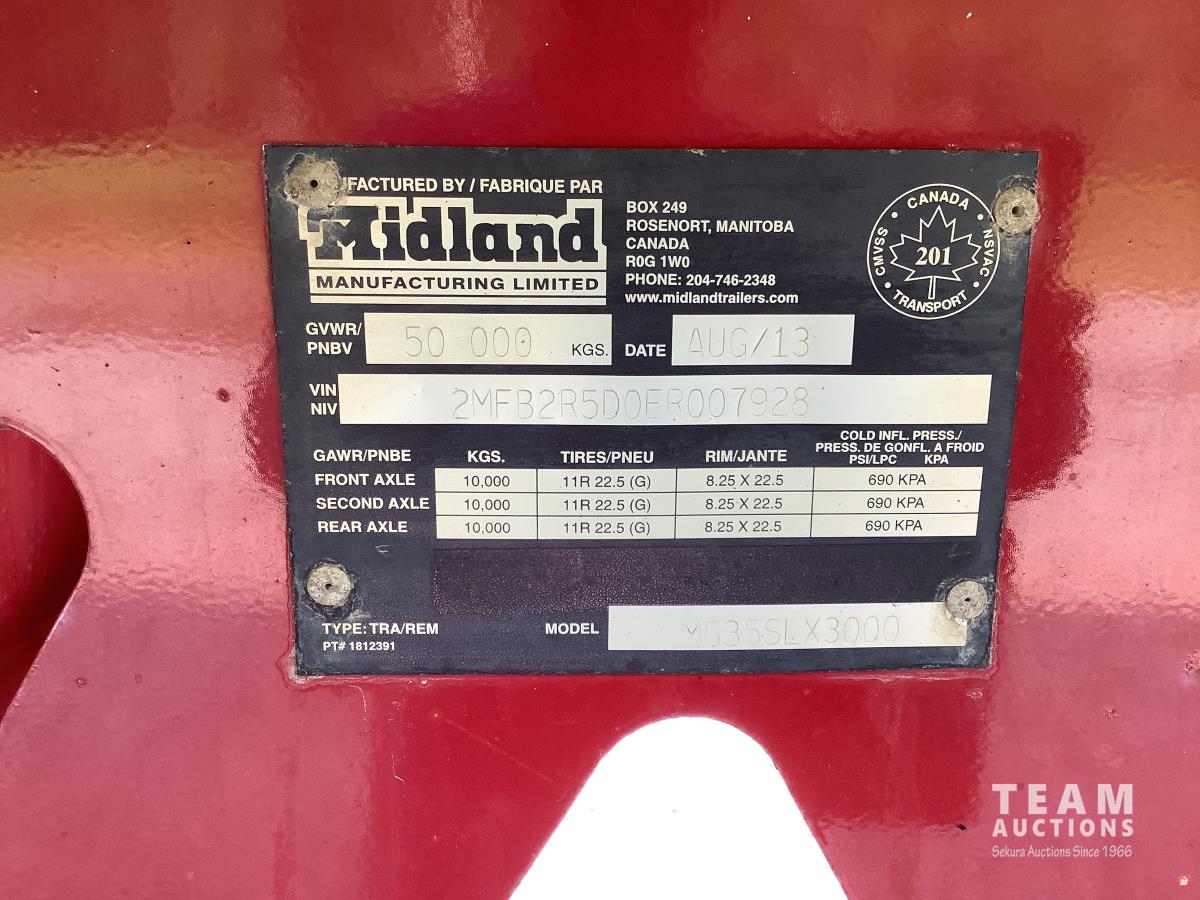 UFACTURED BY / FABRIQUE PAR
Midland
MANUFACTURING LIMITED
BOX 249
ROSENORT, MANITOBA
CANADA
R0G 1W0
PHONE: 204-746-2348
www.midlandtrailers.com
CANADA
CMVSS 201 NSVAC
TRANSPORT
GVWR/ PNBV 50 000 KGS. DATE AUG/13
VIN NIV 2MFB2R5D0ER007928
GAWR/PNBE KGS. TIRES/PNEU RIM/JANTE COLD INFL. PRESS./
PRESS. DE GONFL. A FROID
PSI/LPC KPA
FRONT AXLE 10,000 11R 22.5 (G) 8.25 X 22.5 690 KPA
SECOND AXLE 10,000 11R 22.5 (G) 8.25 X 22.5 690 KPA
REAR AXLE 10,000 11R 22.5 (G) 8.25 X 22.5 690 KPA
TYPE: TRA/REM MODEL MG35SLX3000
PT# 1812391
TEAM
AUCTIONS
Sekura Auctions Since 1966